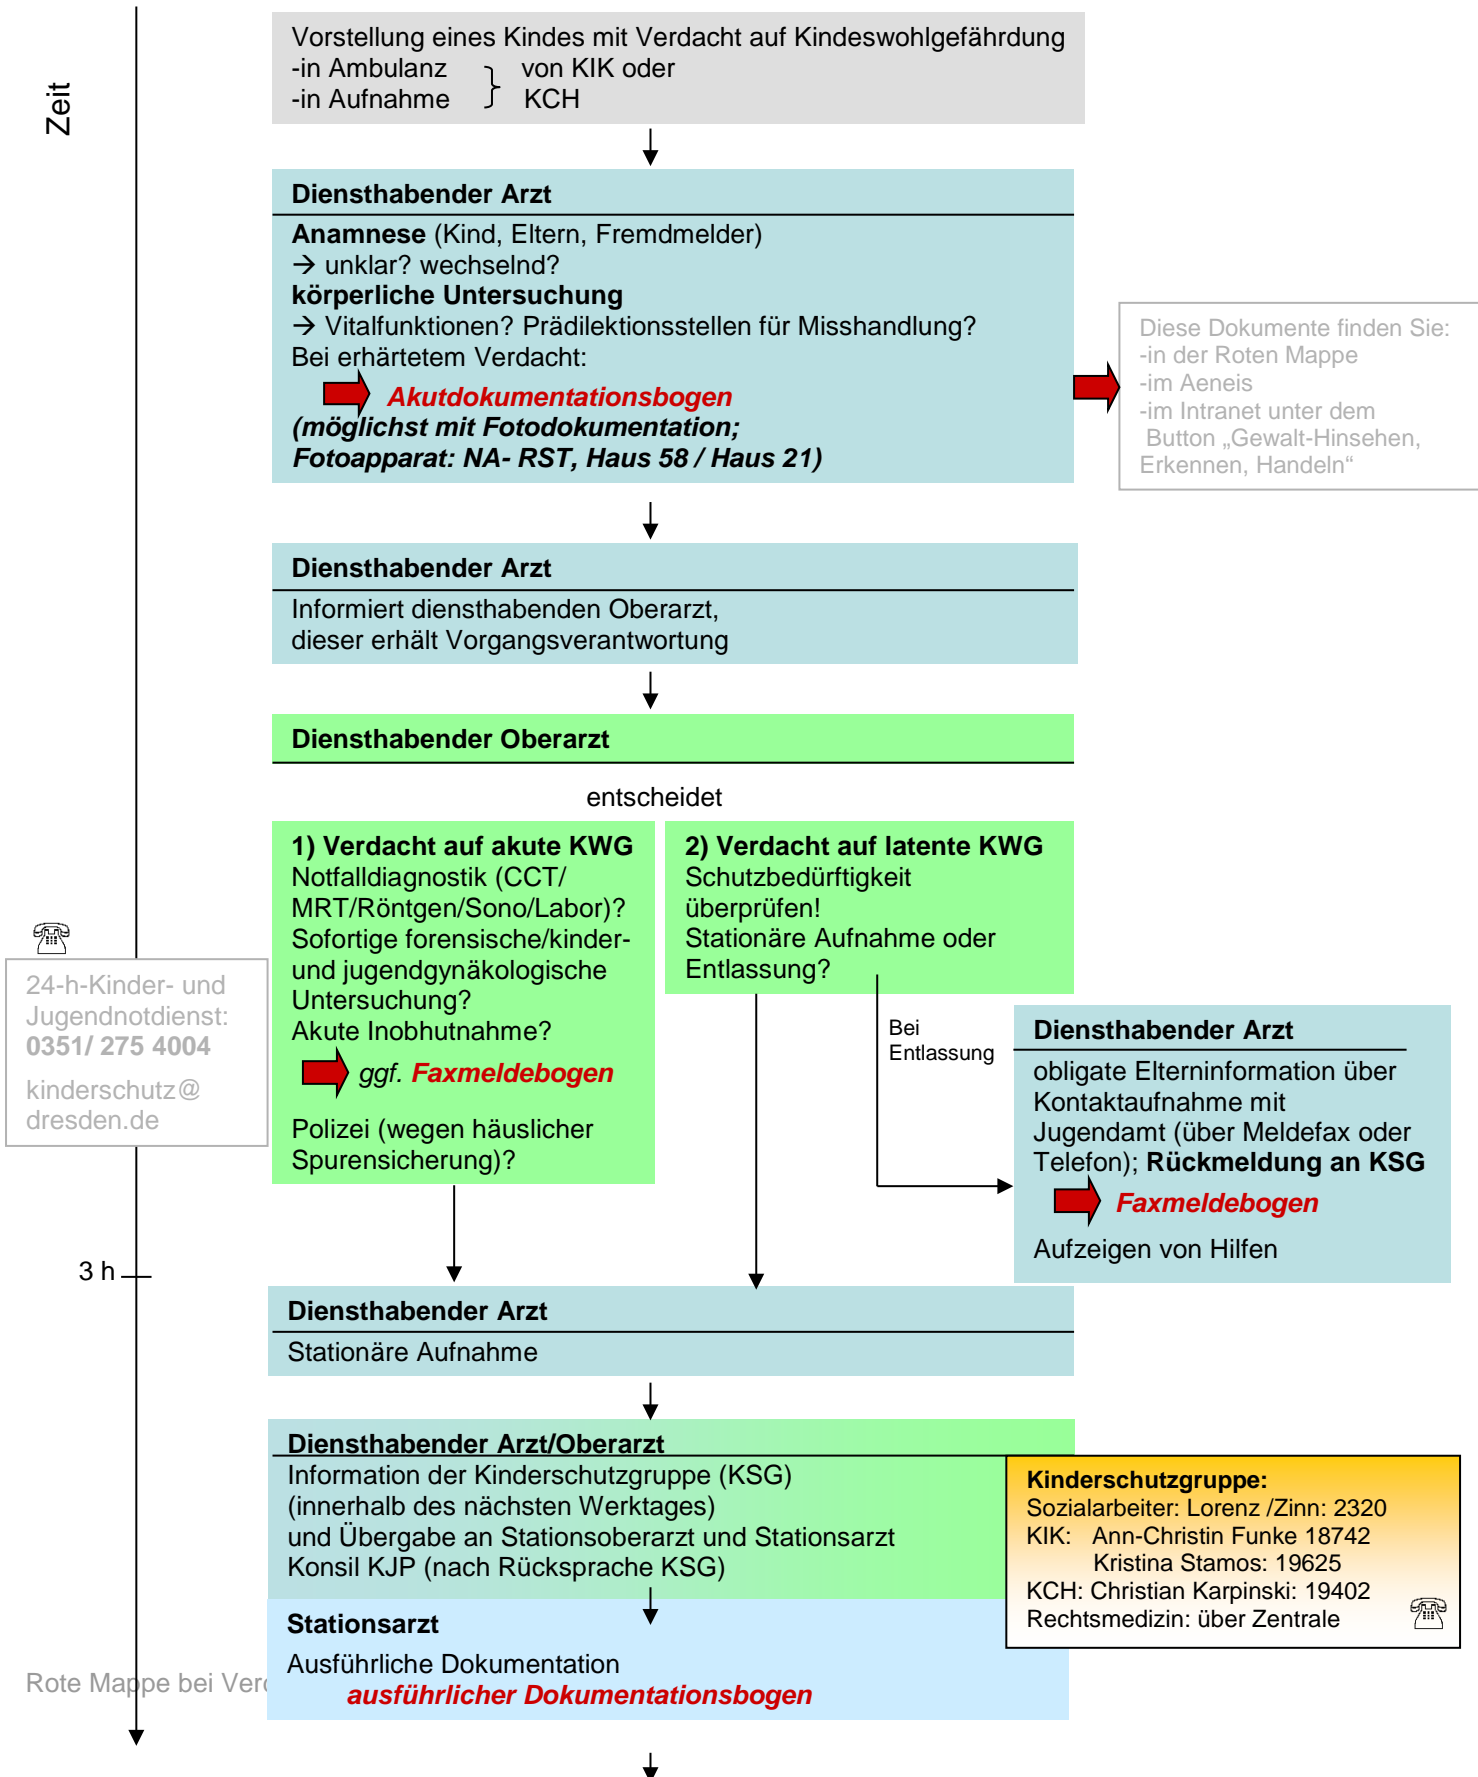 Zeit
Vorstellung eines Kindes mit Verdacht auf Kindeswohlgefährdung
-in Ambulanz von KIK oder
-in Aufnahme KCH
Diensthabender Arzt
Anamnese (Kind, Eltern, Fremdmelder)
→ unklar? wechselnd?
körperliche Untersuchung
→ Vitalfunktionen? Prädilektionsstellen für Misshandlung?
Bei erhärtetem Verdacht:
Akutdokumentationsbogen
(möglichst mit Fotodokumentation;
Fotoapparat: NA- RST, Haus 58 / Haus 21)
Diese Dokumente finden Sie:
-in der Roten Mappe
-im Aeneis
-im Intranet unter dem
Button „Gewalt-Hinsehen,
Erkennen, Handeln“
Diensthabender Arzt
Informiert diensthabenden Oberarzt,
dieser erhält Vorgangsverantwortung
Diensthabender Oberarzt
entscheidet
1) Verdacht auf akute KWG
Notfalldiagnostik (CCT/
MRT/Röntgen/Sono/Labor)?
Sofortige forensische/kinder-
und jugendgynäkologische
Untersuchung?
Akute Inobhutnahme?
ggf. Faxmeldebogen
Polizei (wegen häuslicher
Spurensicherung)?
2) Verdacht auf latente KWG
Schutzbedürftigkeit
überprüfen!
Stationäre Aufnahme oder
Entlassung?
24-h-Kinder- und
Jugendnotdienst:
0351/ 275 4004
kinderschutz@
dresden.de
Bei
Entlassung
Diensthabender Arzt
obligate Elterninformation über
Kontaktaufnahme mit
Jugendamt (über Meldefax oder
Telefon); Rückmeldung an KSG
Faxmeldebogen
Aufzeigen von Hilfen
3 h
Diensthabender Arzt
Stationäre Aufnahme
Diensthabender Arzt/Oberarzt
Information der Kinderschutzgruppe (KSG)
(innerhalb des nächsten Werktages)
und Übergabe an Stationsoberarzt und Stationsarzt
Konsil KJP (nach Rücksprache KSG)
Kinderschutzgruppe:
Sozialarbeiter: Lorenz /Zinn: 2320
KIK: Ann-Christin Funke 18742
Kristina Stamos: 19625
KCH: Christian Karpinski: 19402
Rechtsmedizin: über Zentrale
Stationsarzt
Ausführliche Dokumentation
ausführlicher Dokumentationsbogen
Rote Mappe bei